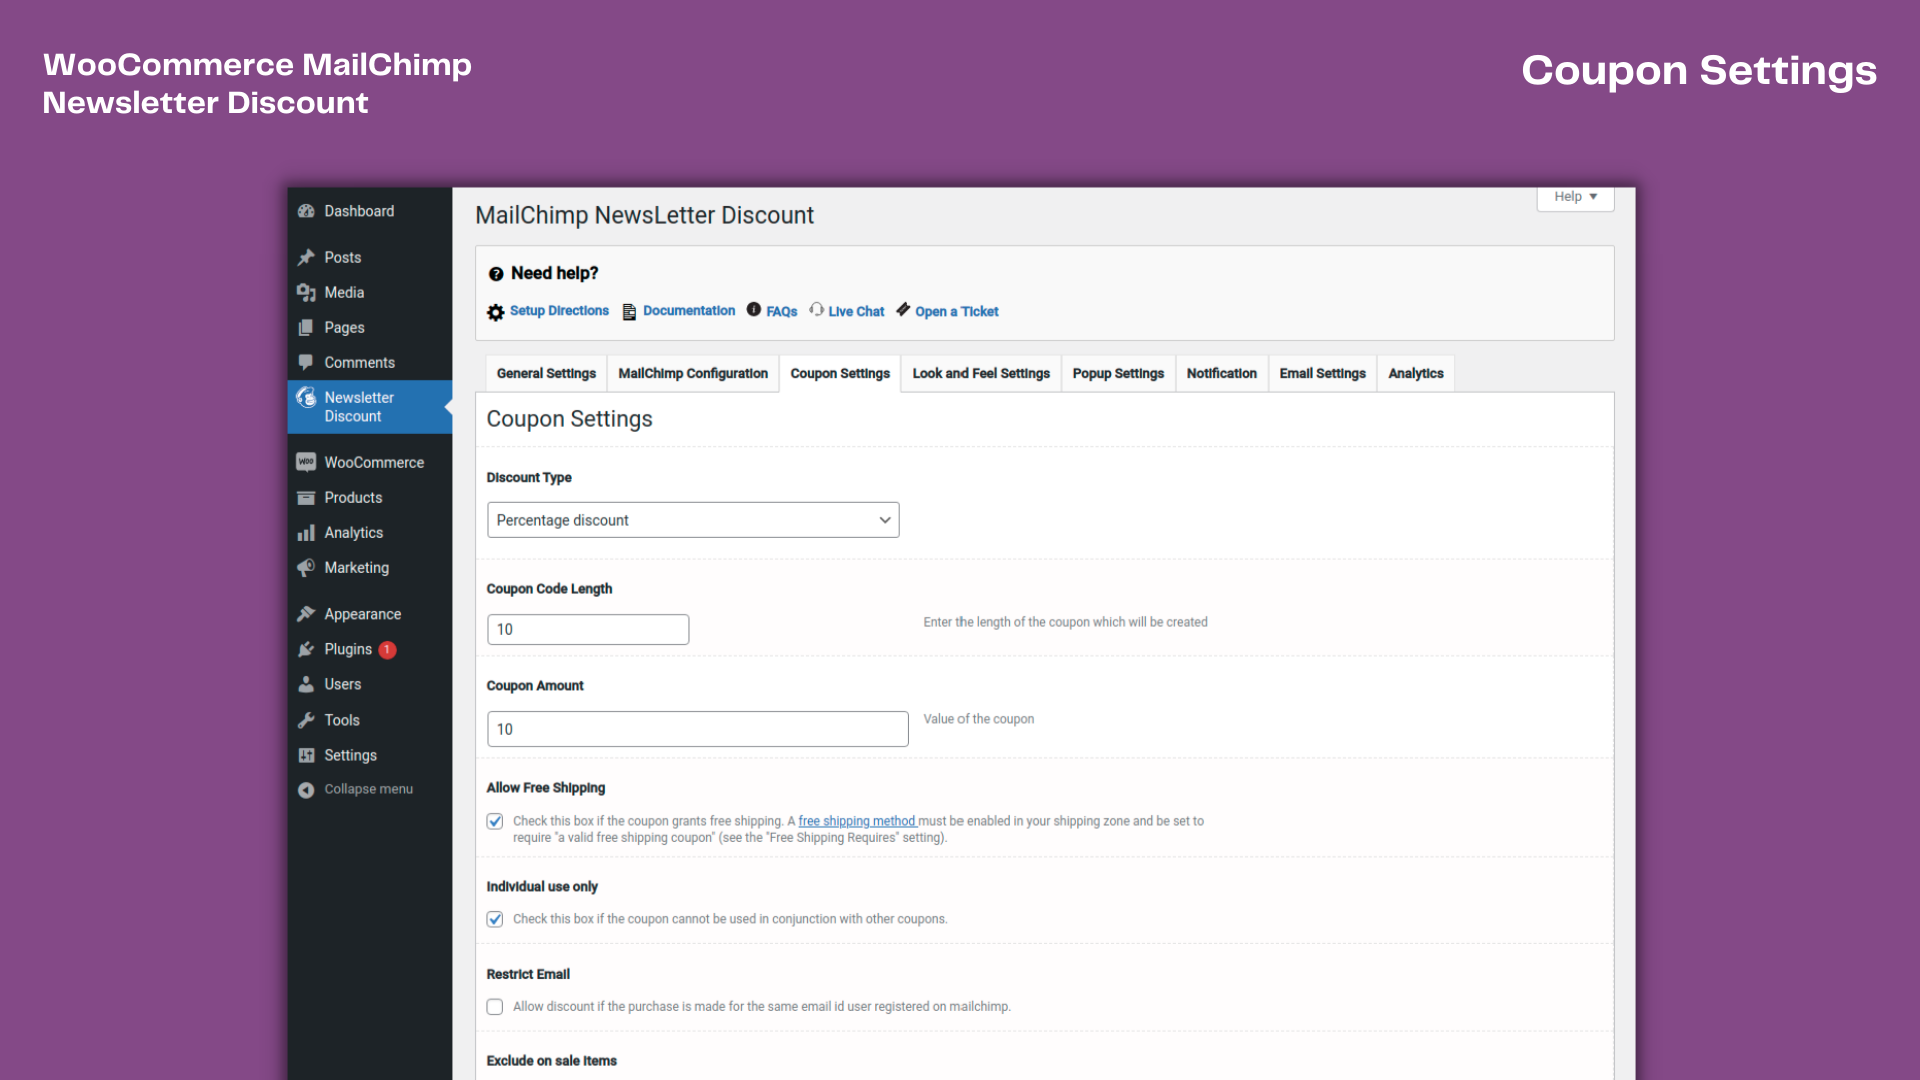 WooCommerce MailChimp
Newsletter Discount
Coupon Settings
Dashboard
Posts
Media
Pages
Comments
Newsletter
Discount
WooCommerce
Products
Analytics
Marketing
Appearance
Plugins 1
Users
Tools
Settings
Collapse menu
Help
MailChimp NewsLetter Discount
Need help?
Setup Directions Documentation FAQs Live Chat Open a Ticket
General Settings MailChimp Configuration Coupon Settings Look and Feel Settings Popup Settings Notification Email Settings Analytics
Coupon Settings
Discount Type
Percentage discount
Coupon Code Length
10
Enter the length of the coupon which will be created
Coupon Amount
10
Value of the coupon
Allow Free Shipping
Check this box if the coupon grants free shipping. A free shipping method must be enabled in your shipping zone and be set to
require "a valid free shipping coupon" (see the "Free Shipping Requires" setting).
Individual use only
Check this box if the coupon cannot be used in conjunction with other coupons.
Restrict Email
Allow discount if the purchase is made for the same email id user registered on mailchimp.
Exclude on sale Items